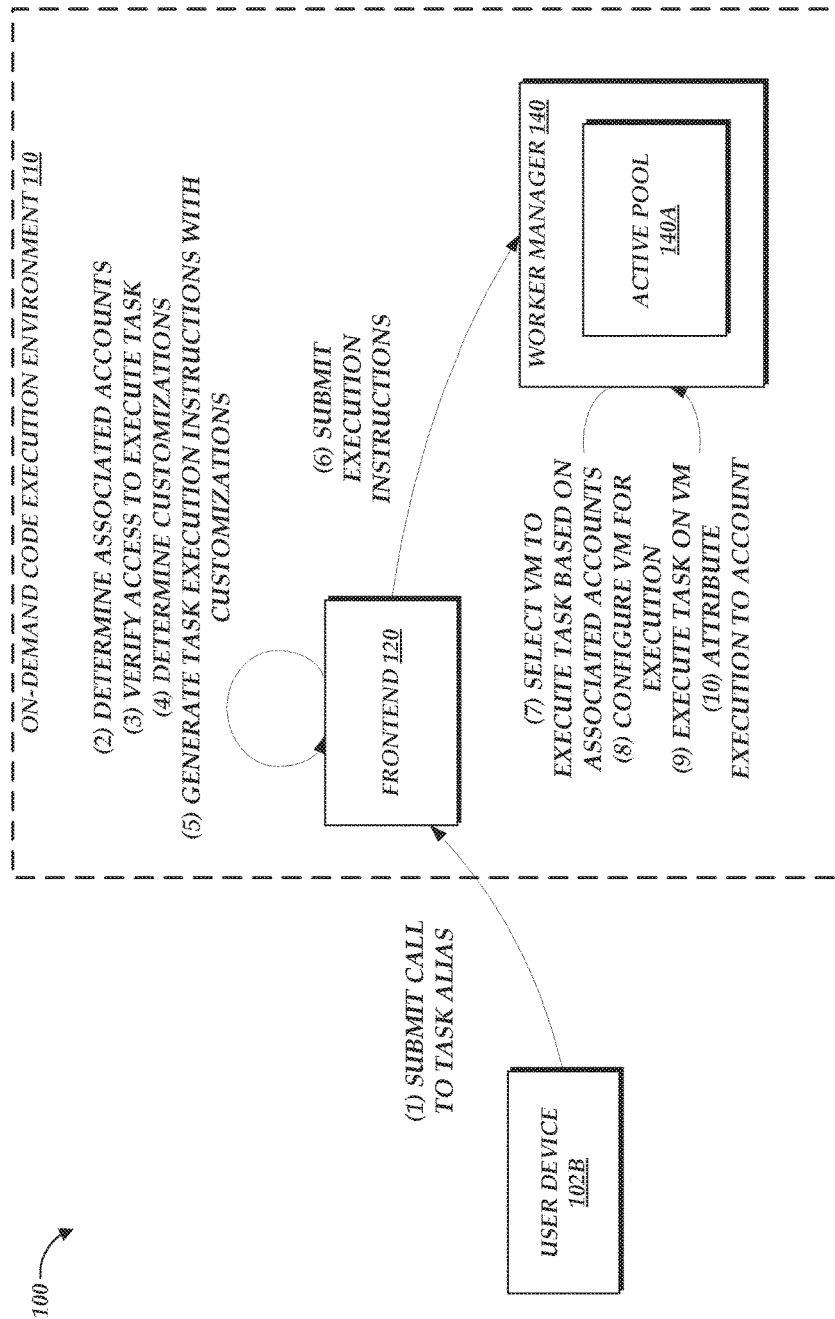 100
ON-DEMAND CODE EXECUTION ENVIRONMENT 110
(1) SUBMIT CALL
TO TASK ALIAS
USER DEVICE
102B
(2) DETERMINE ASSOCIATED ACCOUNTS
(3) VERIFY ACCESS TO EXECUTE TASK
(4) DETERMINE CUSTOMIZATIONS
(5) GENERATE TASK EXECUTION INSTRUCTIONS WITH
CUSTOMIZATIONS
FRONTEND 120
(6) SUBMIT
EXECUTION
INSTRUCTIONS
(7) SELECT VM TO
EXECUTE TASK BASED ON
ASSOCIATED ACCOUNTS
(8) CONFIGURE VM FOR
EXECUTION
(9) EXECUTE TASK ON VM
(10) ATTRIBUTE
EXECUTION TO ACCOUNT
WORKER MANAGER 140
ACTIVE POOL
140A